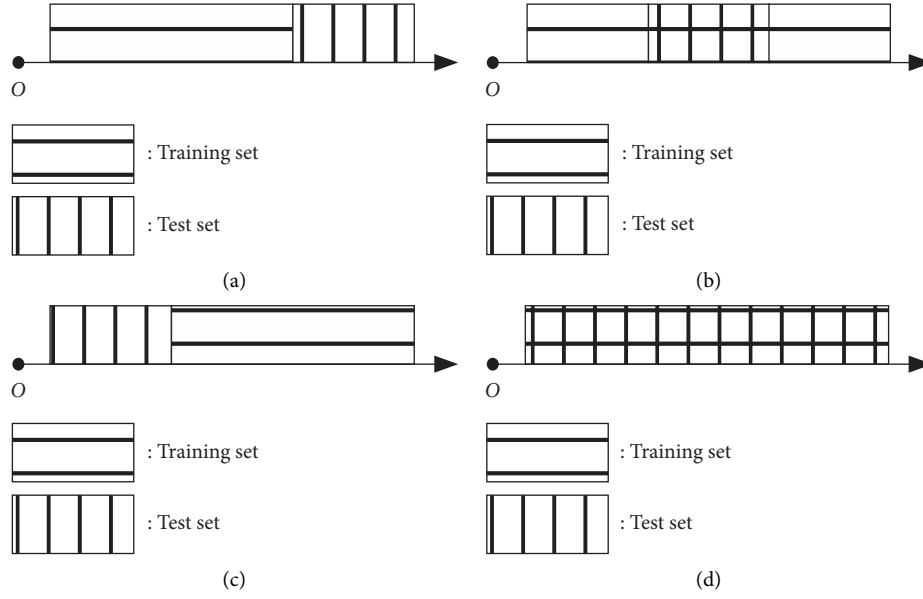 O
: Training set
: Test set
(a)
O
: Training set
: Test set
(b)
O
: Training set
: Test set
(c)
O
: Training set
: Test set
(d)